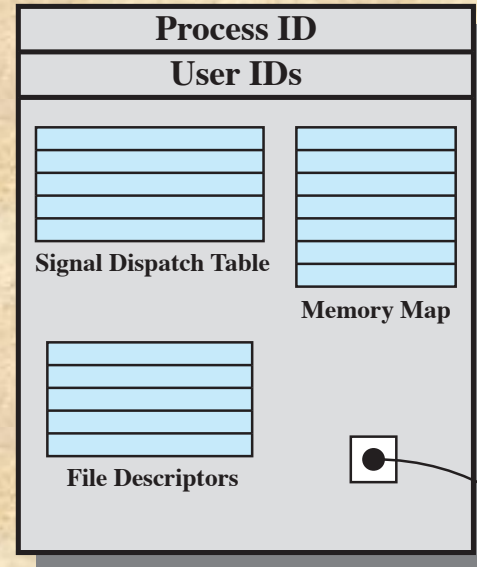 Process ID
User IDs
Signal Dispatch Table
Memory Map
File Descriptors